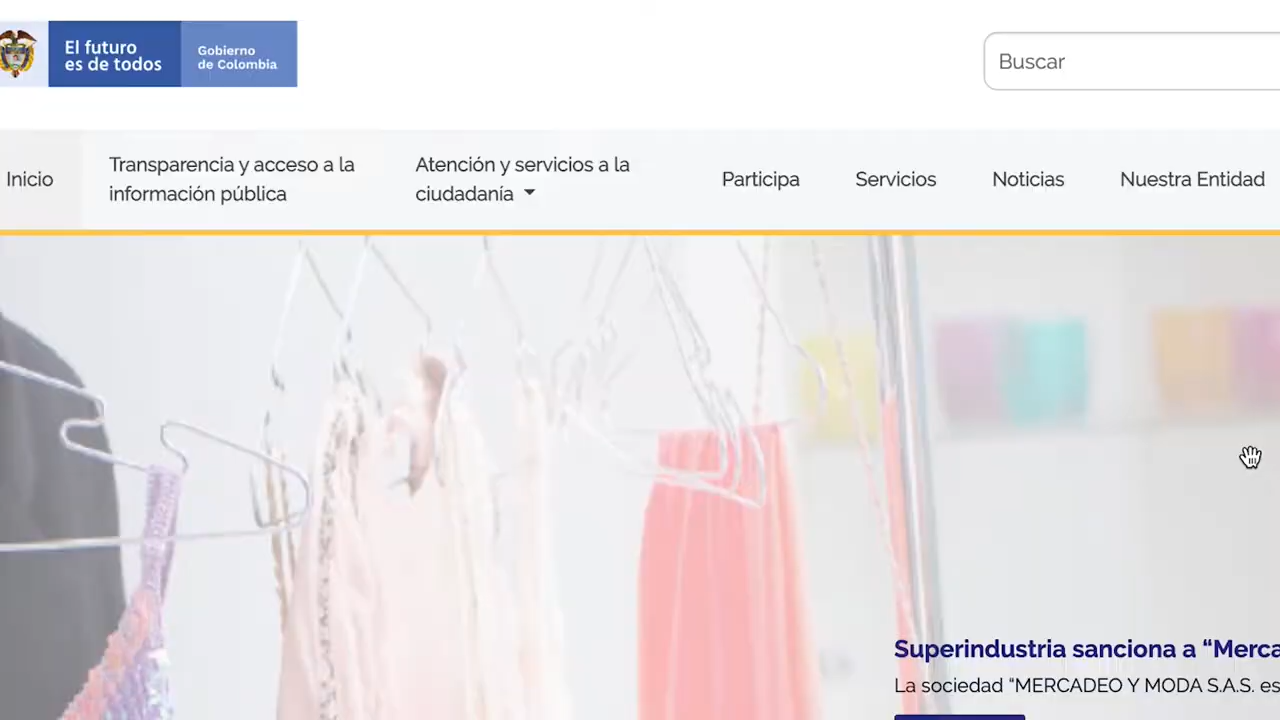 El futuro
es de todos
Gobierno
de Colombia
Buscar
Inicio
Transparencia y acceso a la
información pública
Atención y servicios a la
ciudadanía
Participa
Servicios
Noticias
Nuestra Entidad
Superindustria sanciona a “Merca
La sociedad “MERCADEO Y MODA S.A.S. es